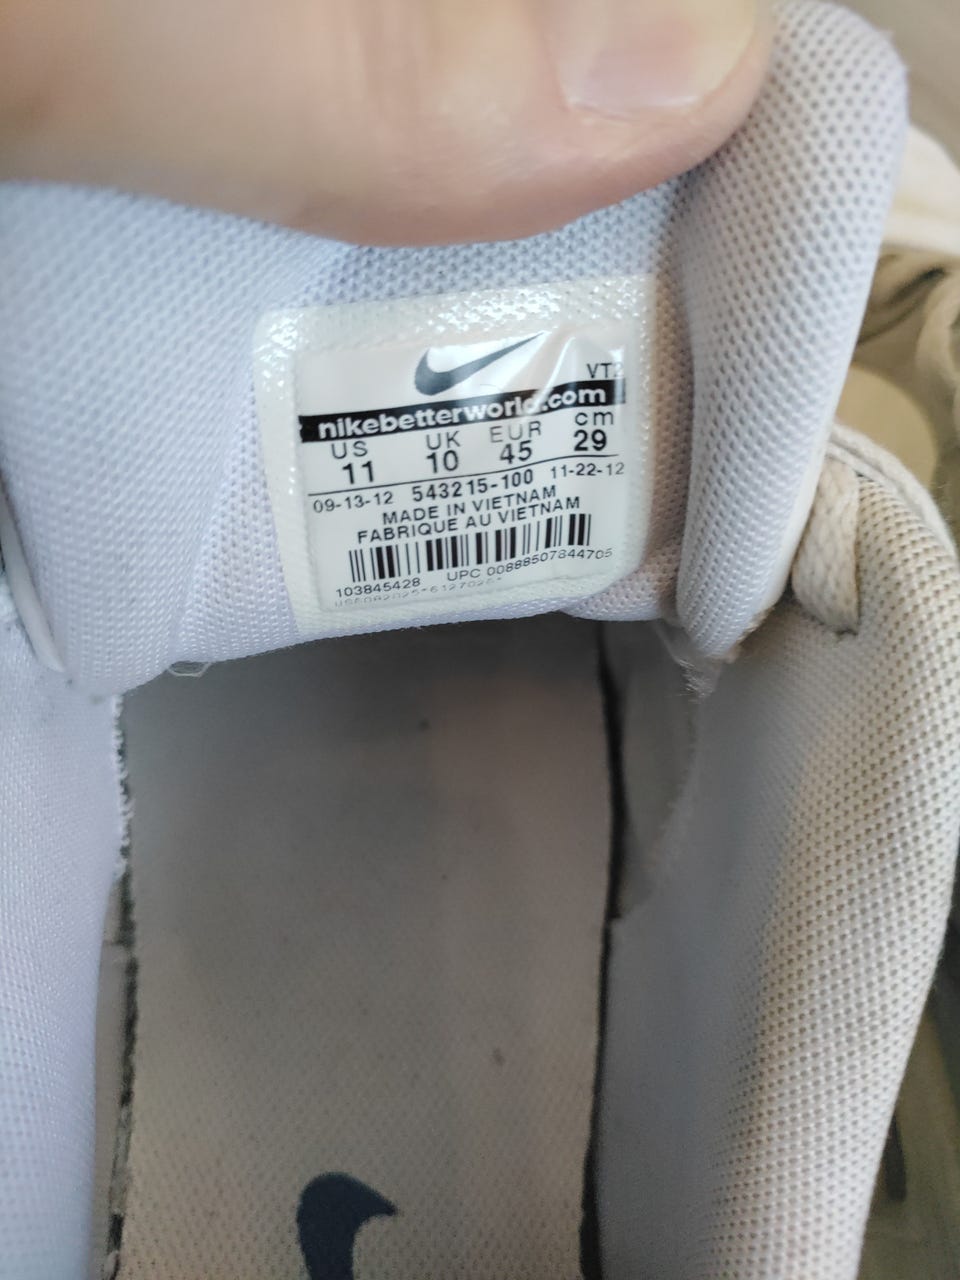 VT2
nikebetterworld.com
US UK EUR cm
11 10 45 29
09-13-12 543215-100 11-22-12
MADE IN VIETNAM
FABRIQUE AU VIETNAM
103845428 UPC 00888507844705